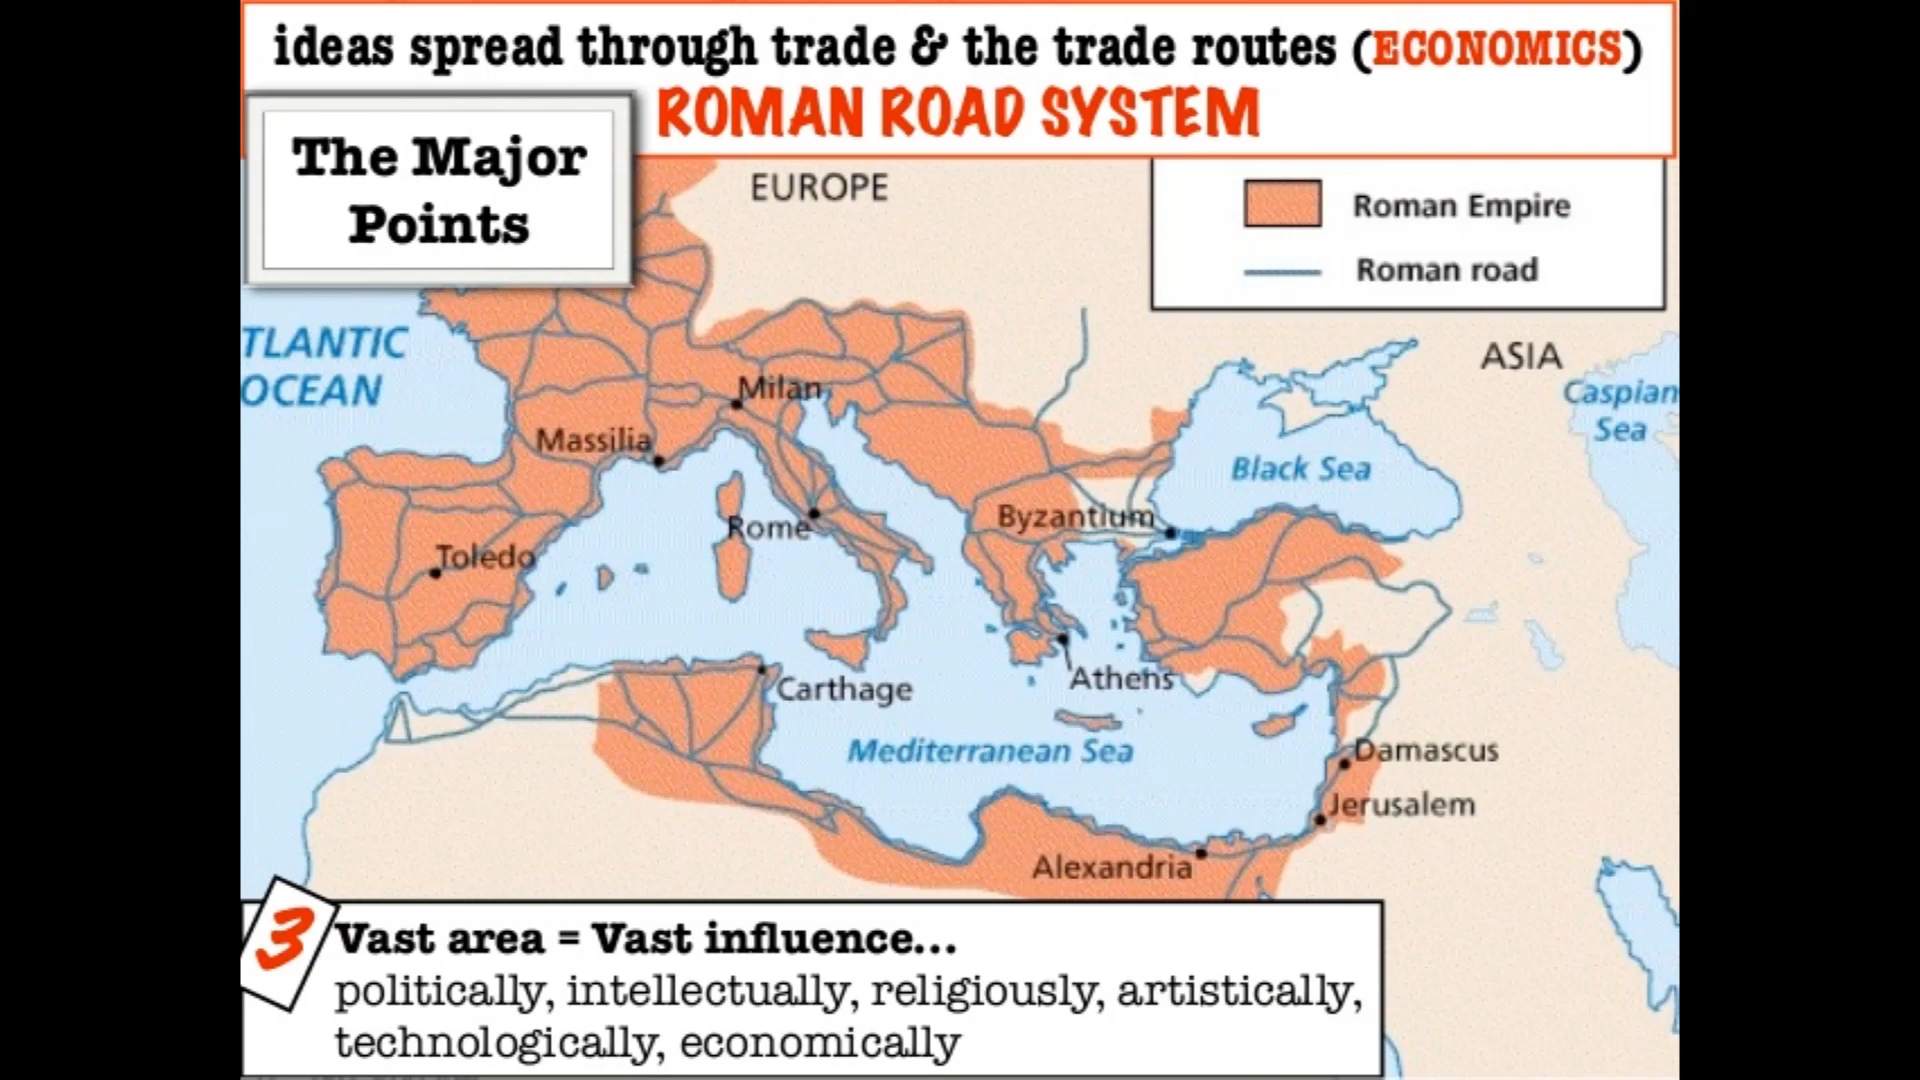 ideas spread through trade & the trade routes (ECONOMICS)
ROMAN ROAD SYSTEM
The Major
Points
EUROPE
Roman Empire
Roman road
TLANTIC
OCEAN
ASIA
Caspian
Sea
Milan
Massilia
Black Sea
Rome
Byzantium
Toledo
Athens
Carthage
Mediterranean Sea
Damascus
Jerusalem
Alexandria
3
Vast area = Vast influence...
politically, intellectually, religiously, artistically,
technologically, economically